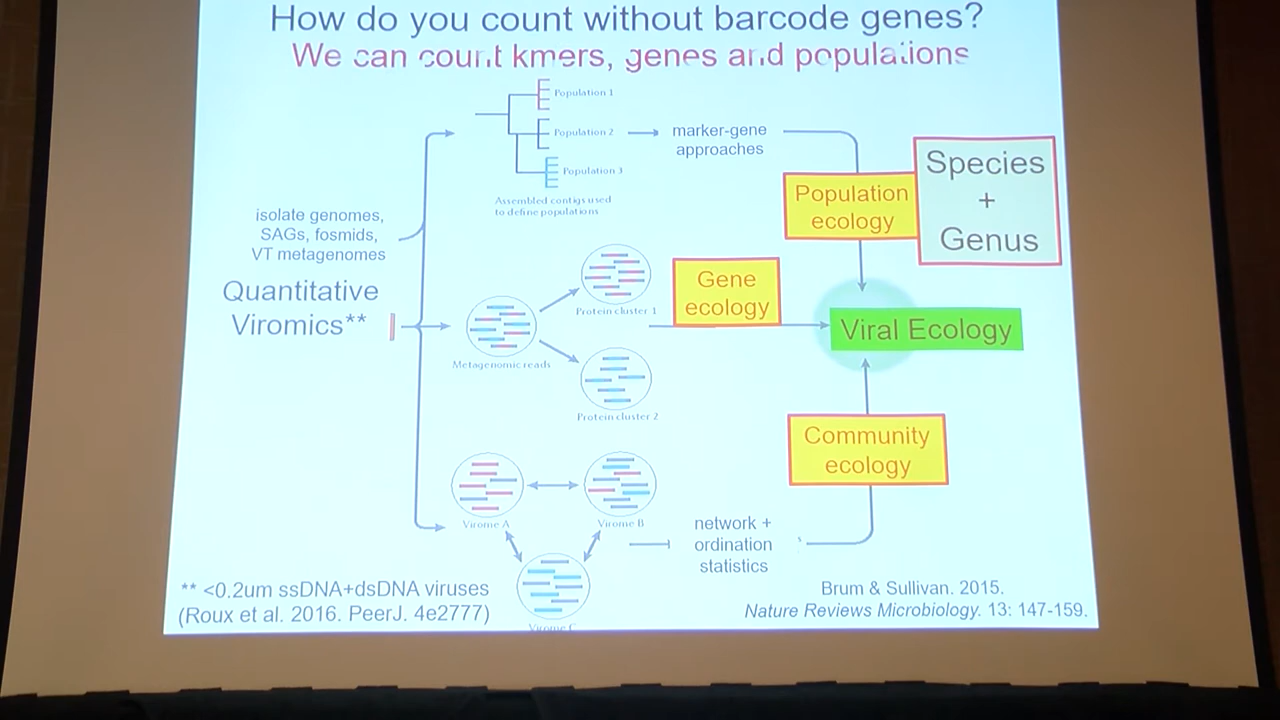 How do you count without barcode genes?
We can count kmers, genes and populations
Population 1
Population 2
Population 3
marker-gene
approaches
Assembled contigs used
to define populations
Population
ecology
Species
+
Genus
isolate genomes,
SAGs, fosmids,
VT metagenomes
Quantitative
Viromics**
Metagenomic reads
Protein cluster 1
Protein cluster 2
Gene
ecology
Viral Ecology
Community
ecology
Virome A
Virome B
Virome C
network +
ordination
statistics
** <0.2um ssDNA+dsDNA viruses
(Roux et al. 2016. PeerJ. 4e2777)
Brum & Sullivan. 2015.
Nature Reviews Microbiology. 13: 147-159.